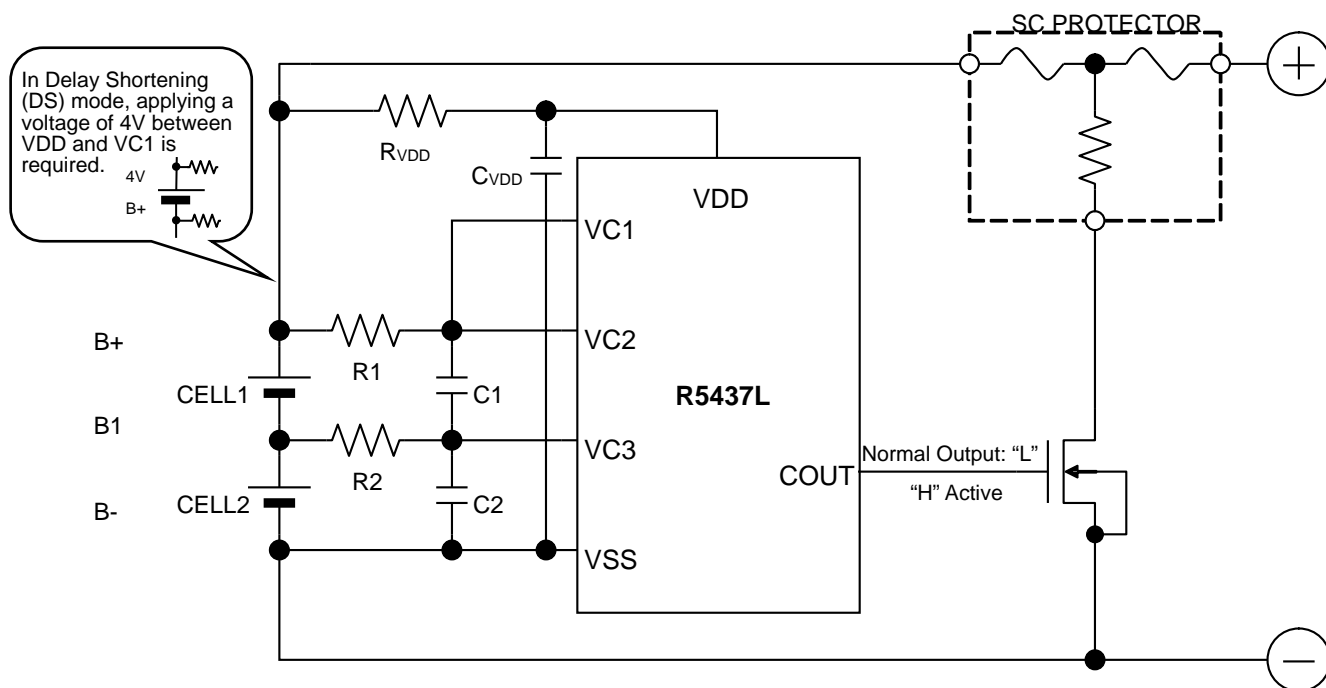 SC PROTECTOR
In Delay Shortening
(DS) mode, applying a
voltage of 4V between
VDD and VC1 is
required.
4V
B+
RVDD
CVDD
VDD
VC1
B+
R1
VC2
CELL1
C1
R5437L
B1
R2
VC3
Normal Output: “L”
COUT
“H” Active
B-
CELL2
C2
VSS
+
−